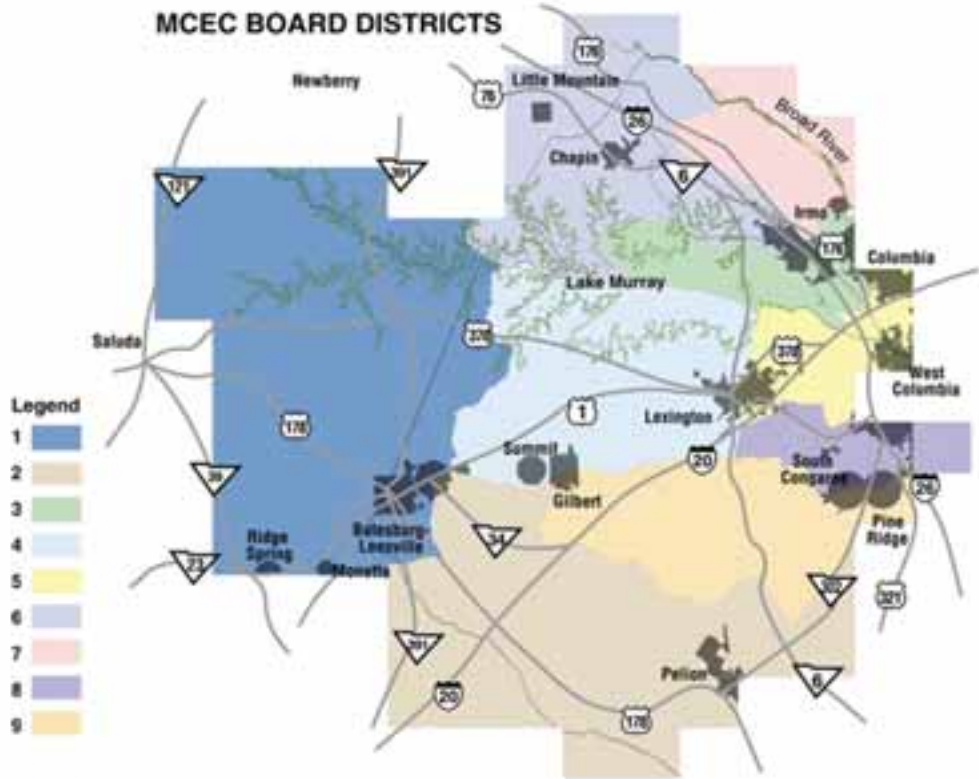 MCEC BOARD DISTRICTS
176
Newberry
76
Little Mountain
26
Broad River
Chapin
6
121
391
Irmo
176
Columbia
Lake Murray
378
378
Saluda
West
Columbia
Legend
1
2
3
4
5
6
7
8
9
1
Lexington
178
20
Summit
Gilbert
South
Congaree
26
Batesburg-
Leesville
34
Pine
Ridge
Ridge
Spring
23
Monetta
302
321
391
Pelion
6
20
178